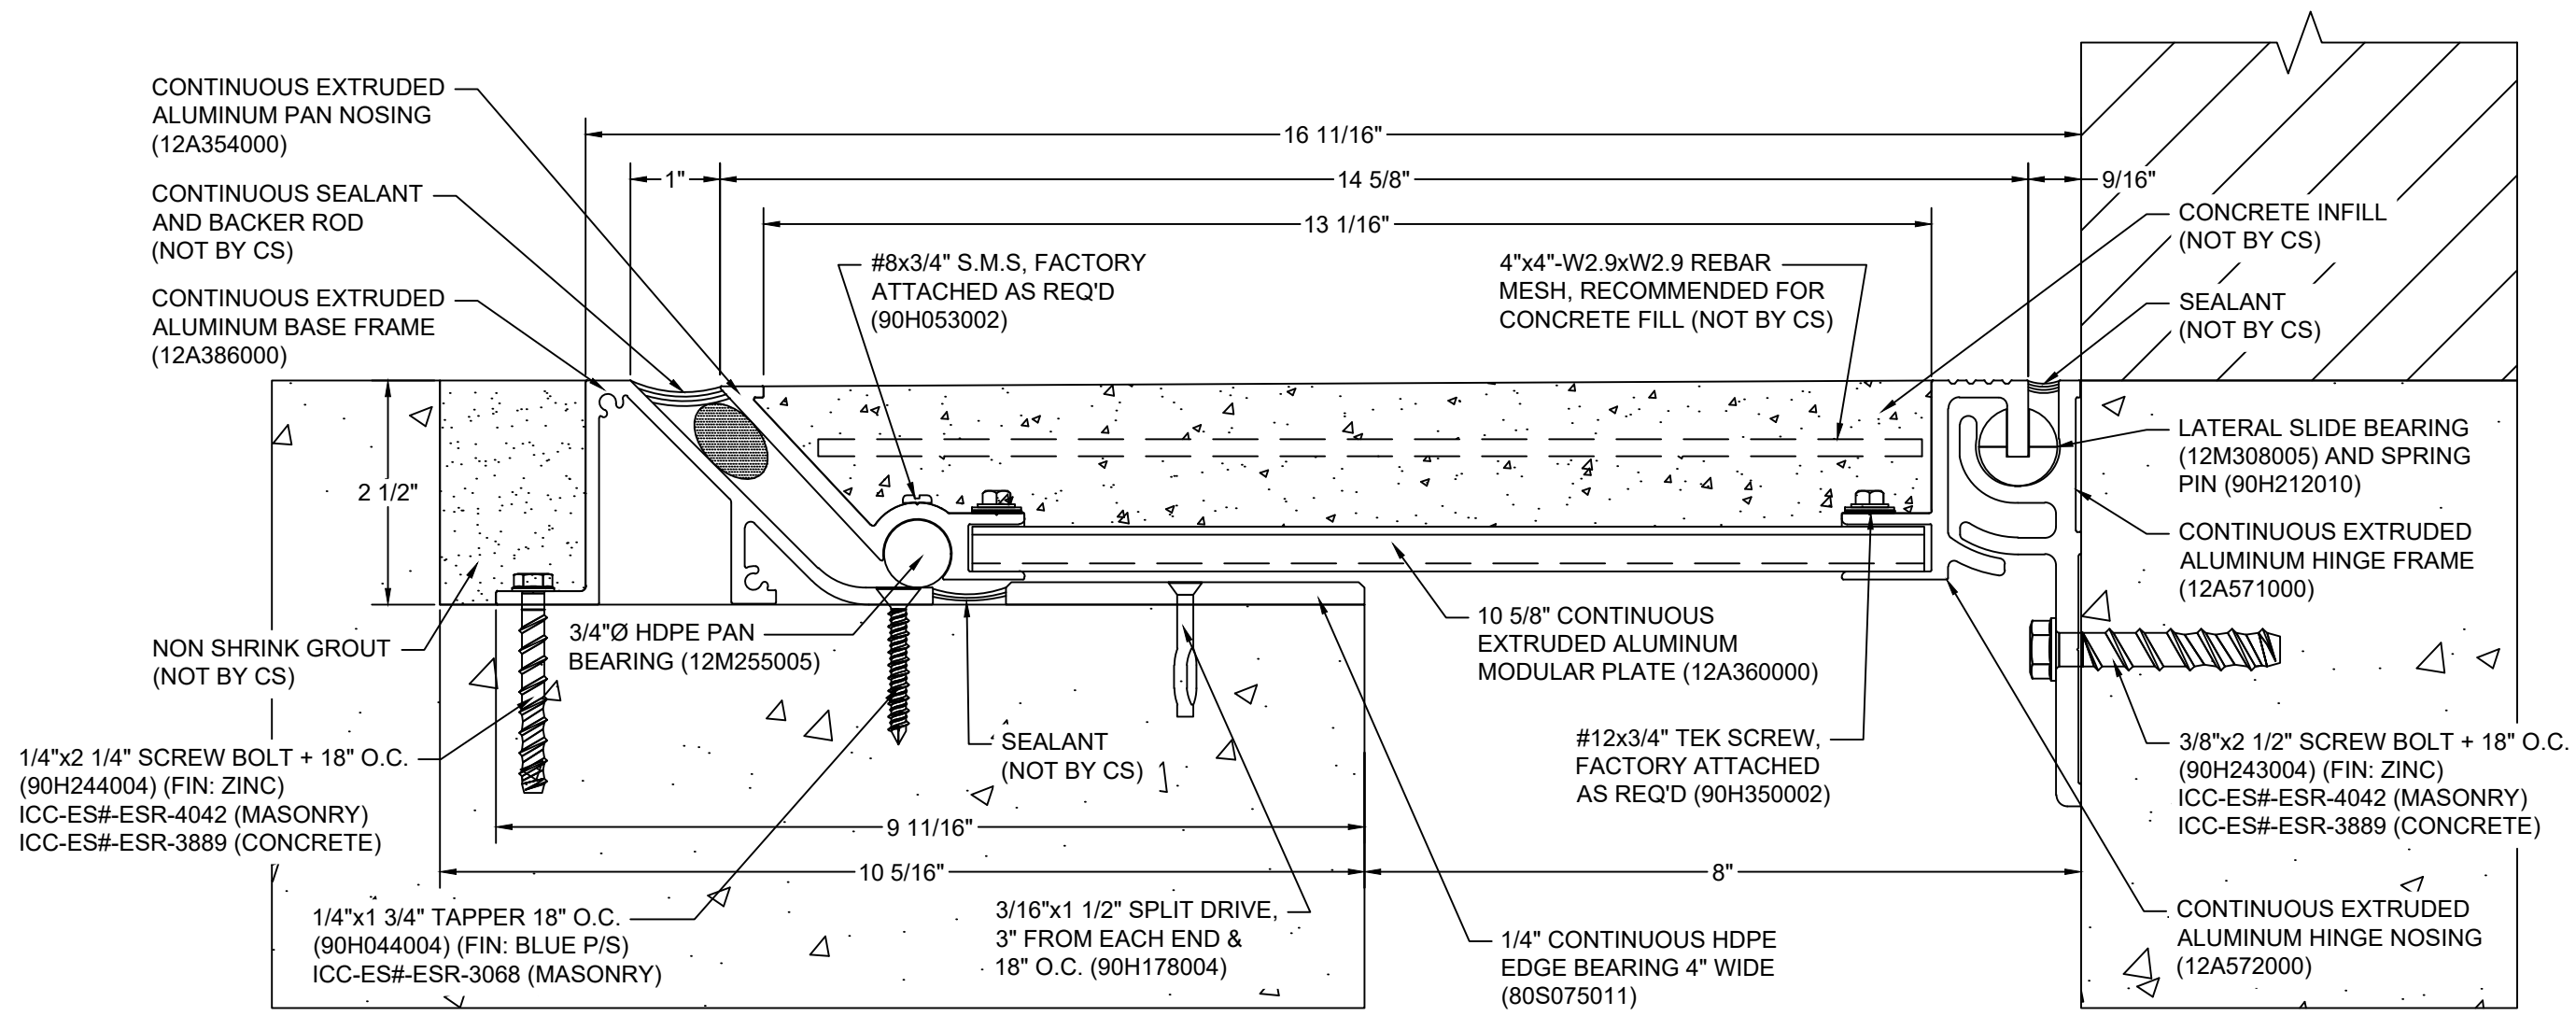 CONTINUOUS EXTRUDED
ALUMINUM PAN NOSING
(12A354000)
CONTINUOUS SEALANT
AND BACKER ROD
(NOT BY CS)
CONTINUOUS EXTRUDED
ALUMINUM BASE FRAME
(12A386000)
16 11/16"
1"
14 5/8"
9/16"
13 1/16"
#8x3/4" S.M.S, FACTORY
ATTACHED AS REQ'D
(90H053002)
4"x4"-W2.9xW2.9 REBAR
MESH, RECOMMENDED FOR
CONCRETE FILL (NOT BY CS)
CONCRETE INFILL
(NOT BY CS)
SEALANT
(NOT BY CS)
LATERAL SLIDE BEARING
(12M308005) AND SPRING
PIN (90H212010)
CONTINUOUS EXTRUDED
ALUMINUM HINGE FRAME
(12A571000)
2 1/2"
NON SHRINK GROUT
(NOT BY CS)
3/4"Ø HDPE PAN
BEARING (12M255005)
10 5/8" CONTINUOUS
EXTRUDED ALUMINUM
MODULAR PLATE (12A360000)
1/4"x2 1/4" SCREW BOLT + 18" O.C.
(90H244004) (FIN: ZINC)
ICC-ES#-ESR-4042 (MASONRY)
ICC-ES#-ESR-3889 (CONCRETE)
SEALANT
(NOT BY CS)
#12x3/4" TEK SCREW,
FACTORY ATTACHED
AS REQ'D (90H350002)
3/8"x2 1/2" SCREW BOLT + 18" O.C.
(90H243004) (FIN: ZINC)
ICC-ES#-ESR-4042 (MASONRY)
ICC-ES#-ESR-3889 (CONCRETE)
9 11/16"
10 5/16"
8"
1/4"x1 3/4" TAPPER 18" O.C.
(90H044004) (FIN: BLUE P/S)
ICC-ES#-ESR-3068 (MASONRY)
3/16"x1 1/2" SPLIT DRIVE,
3" FROM EACH END &
18" O.C. (90H178004)
1/4" CONTINUOUS HDPE
EDGE BEARING 4" WIDE
(80S075011)
CONTINUOUS EXTRUDED
ALUMINUM HINGE NOSING
(12A572000)